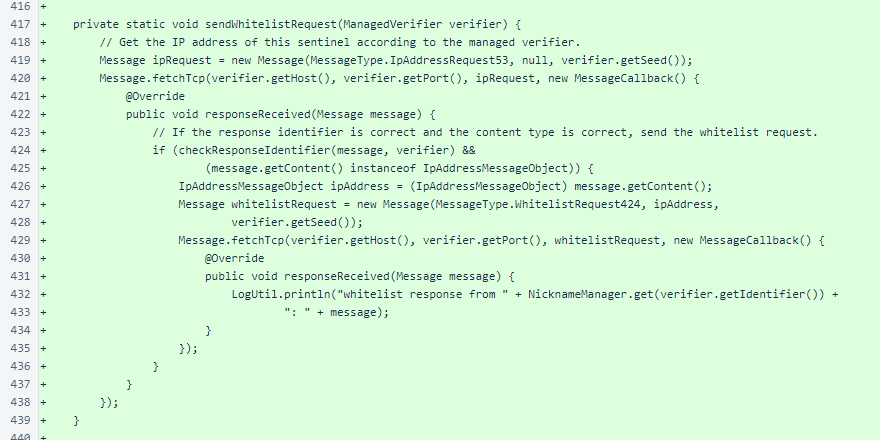 416 +
417 +    private static void sendWhitelistRequest(ManagedVerifier verifier) {
418 +        // Get the IP address of this sentinel according to the managed verifier.
419 +        Message ipRequest = new Message(MessageType.IpAddressRequest53, null, verifier.getSeed());
420 +        Message.fetchTcp(verifier.getHost(), verifier.getPort(), ipRequest, new MessageCallback() {
421 +            @Override
422 +            public void responseReceived(Message message) {
423 +                // If the response identifier is correct and the content type is correct, send the whitelist request.
424 +                if (checkResponseIdentifier(message, verifier) &&
425 +                        (message.getContent() instanceof IpAddressMessageObject)) {
426 +                    IpAddressMessageObject ipAddress = (IpAddressMessageObject) message.getContent();
427 +                    Message whitelistRequest = new Message(MessageType.WhitelistRequest424, ipAddress,
428 +                            verifier.getSeed());
429 +                    Message.fetchTcp(verifier.getHost(), verifier.getPort(), whitelistRequest, new MessageCallback() {
430 +                        @Override
431 +                        public void responseReceived(Message message) {
432 +                            LogUtil.println("whitelist response from " + NicknameManager.get(verifier.getIdentifier()) +
433 +                                    ": " + message);
434 +                        }
435 +                    });
436 +                }
437 +            }
438 +        });
439 +    }
440 +